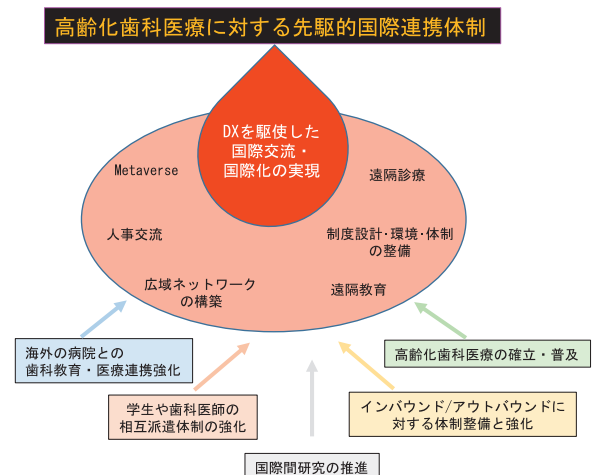 高齢化歯科医療に対する先駆的国際連携体制
DXを駆使した
国際交流・
国際化の実現
Metaverse
遠隔診療
人事交流
制度設計・環境・体制
の整備
広域ネットワーク
の構築
遠隔教育
海外の病院との
歯科教育・医療連携強化
高齢化歯科医療の確立・普及
学生や歯科医師の
相互派遣体制の強化
インバウンド/アウトバウンドに
対する体制整備と強化
国際間研究の推進